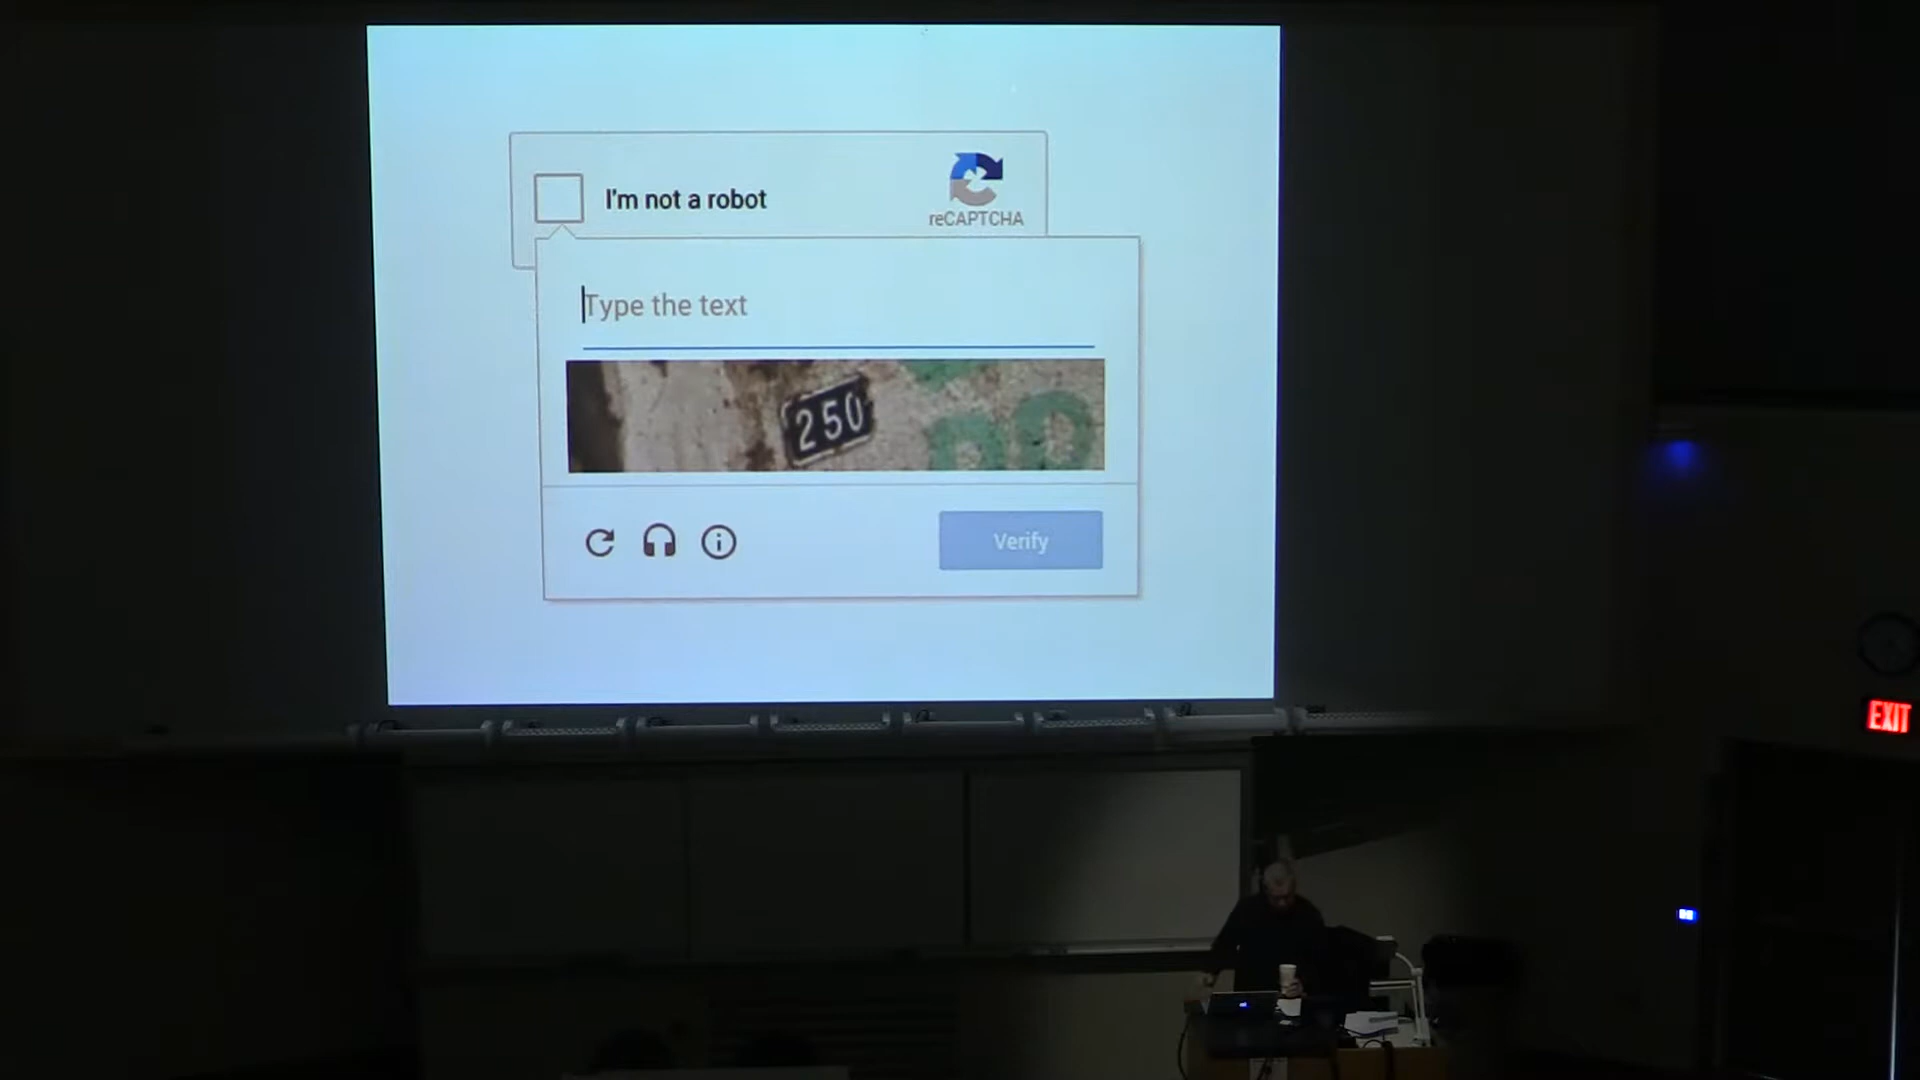 I'm not a robot
reCAPTCHA
Type the text
250
Verify
EXIT